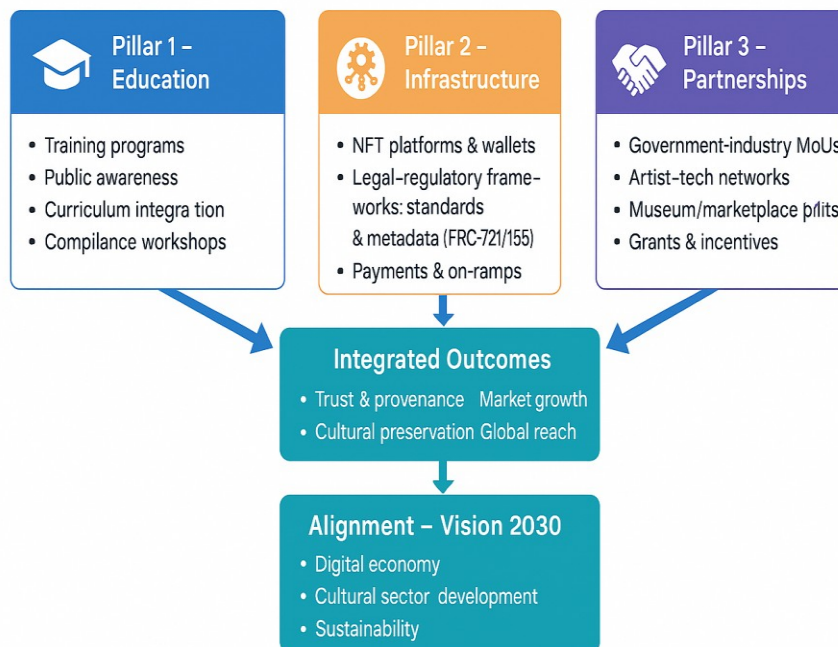 Pillar 1 –
Education
• Training programs
• Public awareness
• Curriculum integra tion
• Compilance workshops
Pillar 2 –
Infrastructure
• NFT platforms & wallets
• Legal-regulatory frame-
works: standards
& metadata (FRC-721/155)
• Payments & on-ramps
Pillar 3 –
Partnerships
• Government-industry MoUs
• Artist-tech networks
• Museum/marketplace
• Grants & incentives
Integrated Outcomes
• Trust & provenance Market growth
• Cultural preservation Global reach
Alignment – Vision 2030
• Digital economy
• Cultural sector development
• Sustainability